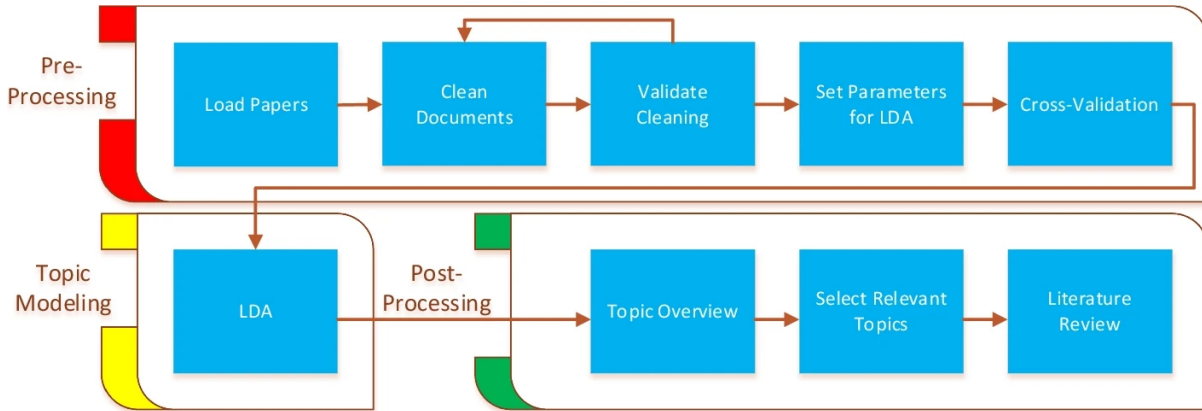 Pre-
Processing
Load Papers
Clean
Documents
Validate
Cleaning
Set Parameters
for LDA
Cross-Validation
Topic
Modeling
LDA
Post-
Processing
Topic Overview
Select Relevant
Topics
Literature
Review